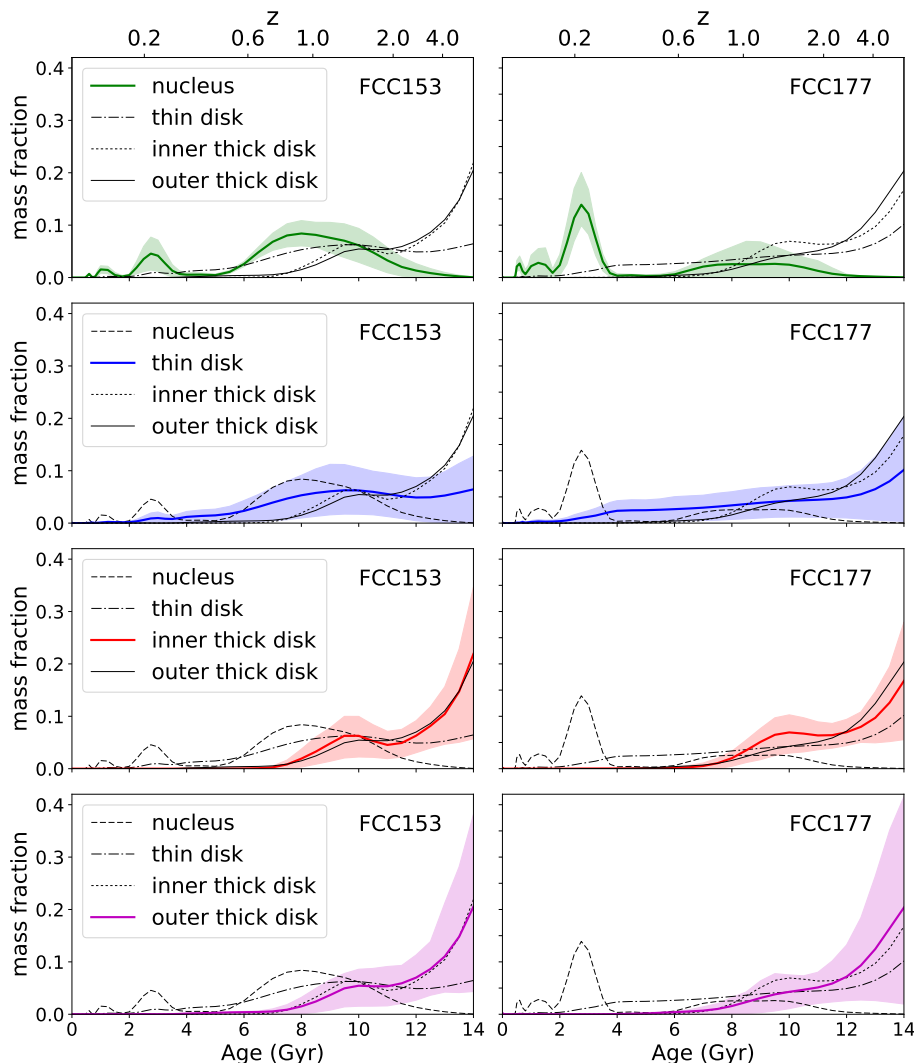 z z
0.2 0.6 1.0 2.0 4.0 0.2 0.6 1.0 2.0 4.0
mass fraction
0.4
0.3
0.2
0.1
0.0
nucleus
thin disk
inner thick disk
outer thick disk
FCC153
FCC177
mass fraction
0.4
0.3
0.2
0.1
0.0
nucleus
thin disk
inner thick disk
outer thick disk
FCC153
FCC177
mass fraction
0.4
0.3
0.2
0.1
0.0
nucleus
thin disk
inner thick disk
outer thick disk
FCC153
FCC177
mass fraction
0.4
0.3
0.2
0.1
0.0
nucleus
thin disk
inner thick disk
outer thick disk
FCC153
FCC177
0 2 4 6 8 10 12 14 0 2 4 6 8 10 12 14
Age (Gyr) Age (Gyr)